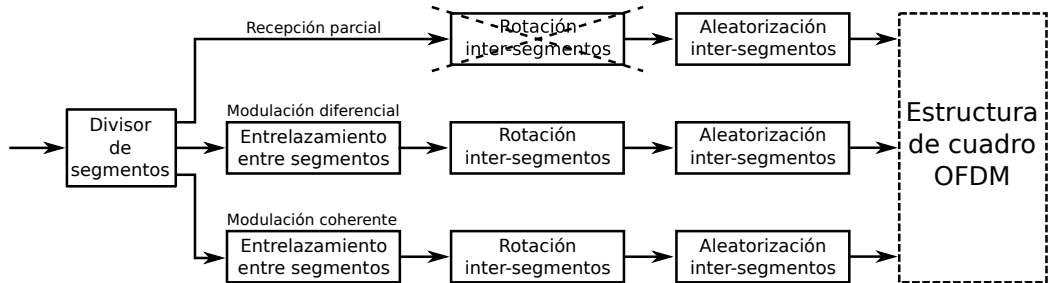 Recepción parcial
Rotación
inter-segmentos
Aleatorización
inter-segmentos
Divisor
de
segmentos
Modulación diferencial
Entrelazamiento
entre segmentos
Rotación
inter-segmentos
Aleatorización
inter-segmentos
Modulación coherente
Entrelazamiento
entre segmentos
Rotación
inter-segmentos
Aleatorización
inter-segmentos
Estructura
de cuadro
OFDM